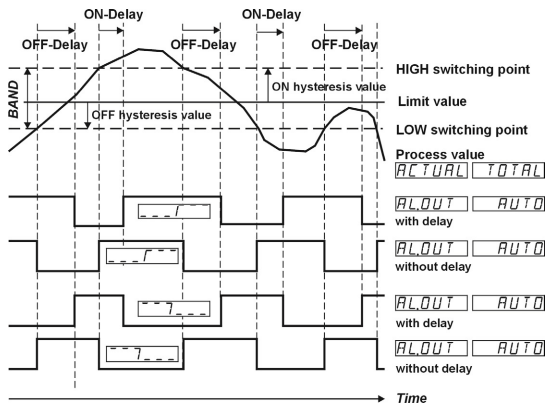 ON-Delay
ON-Delay
OFF-Delay
OFF-Delay
OFF-Delay
HIGH switching point
ON hysteresis value
BAND
Limit value
OFF hysteresis value
LOW switching point
Process value
ACTUAL TOTAL
AL.OUT AUTO
with delay
AL.OUT AUTO
without delay
AL.OUT AUTO
with delay
AL.OUT AUTO
without delay
Time